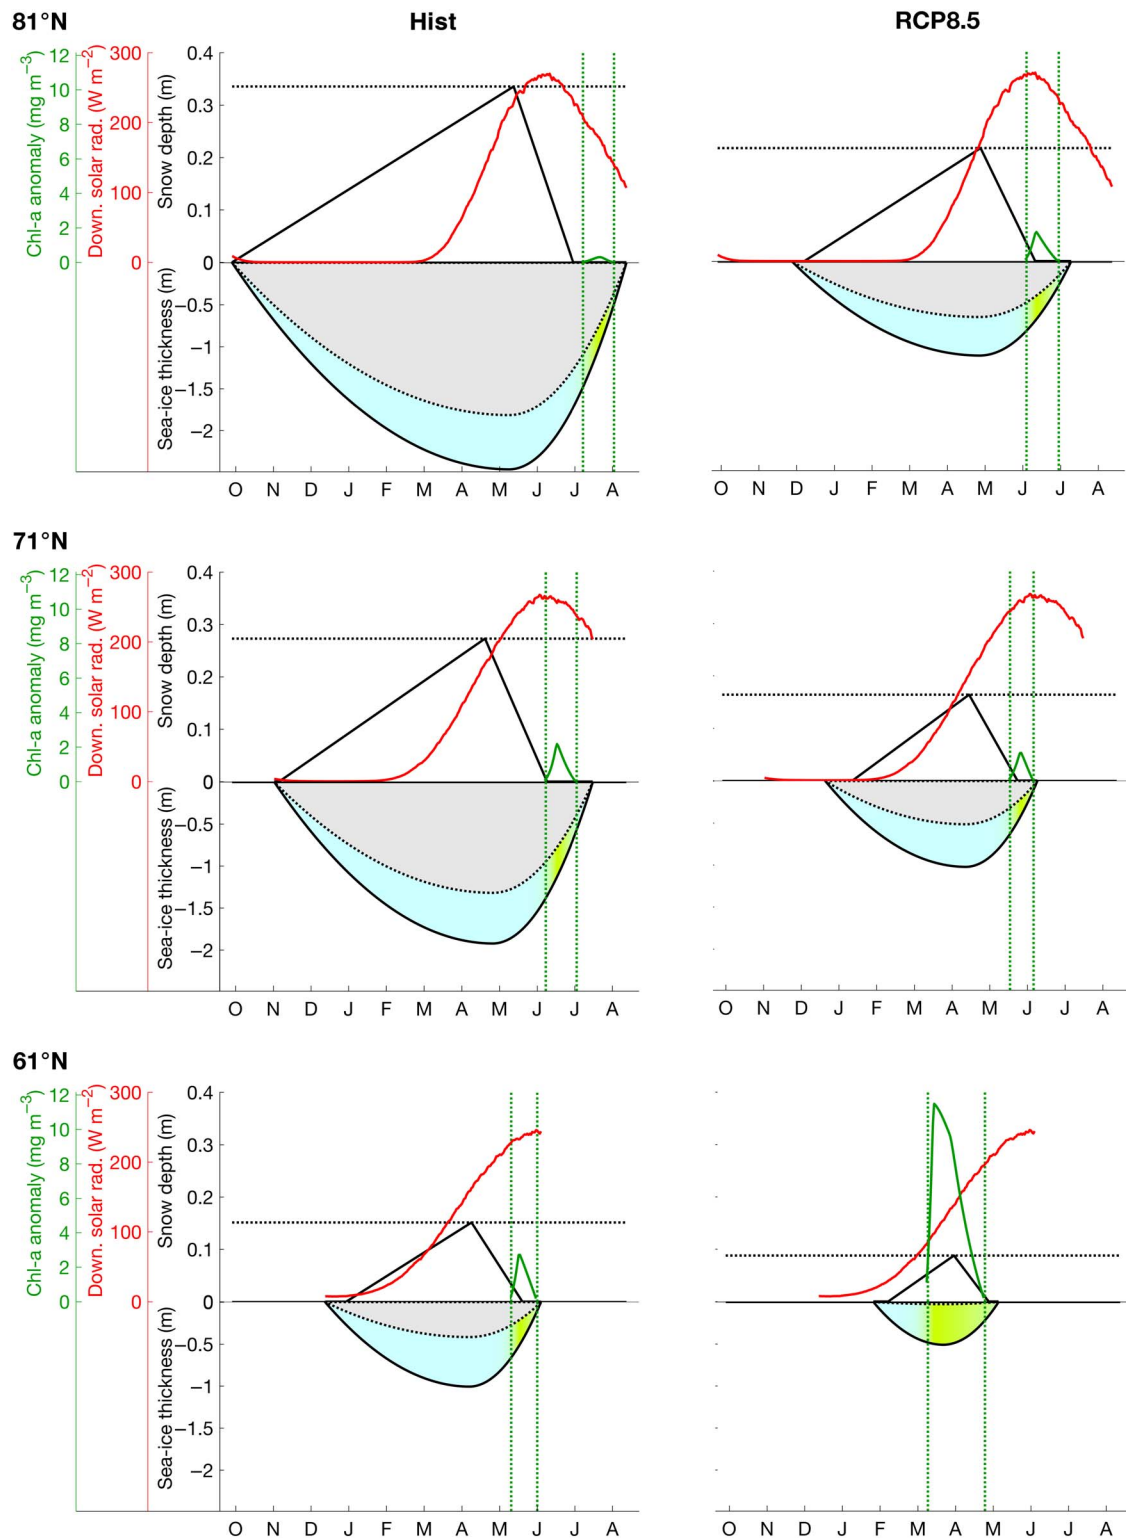 81°N Hist RCP8.5
Chl-a anomaly (mg m−3)
12
10
8
6
4
2
0
Down. solar rad. (W m−2)
300
200
100
0
Snow depth (m)
0.4
0.3
0.2
0.1
0
Sea-ice thickness (m)
−0.5
−1
−1.5
−2
O N D J F M A M J J A
O N D J F M A M J J A
71°N
Chl-a anomaly (mg m−3)
12
10
8
6
4
2
0
Down. solar rad. (W m−2)
300
200
100
0
Snow depth (m)
0.4
0.3
0.2
0.1
0
Sea-ice thickness (m)
−0.5
−1
−1.5
−2
O N D J F M A M J J A
O N D J F M A M J J A
61°N
Chl-a anomaly (mg m−3)
12
10
8
6
4
2
0
Down. solar rad. (W m−2)
300
200
100
0
Snow depth (m)
0.4
0.3
0.2
0.1
0
Sea-ice thickness (m)
−0.5
−1
−1.5
−2
O N D J F M A M J J A
O N D J F M A M J J A